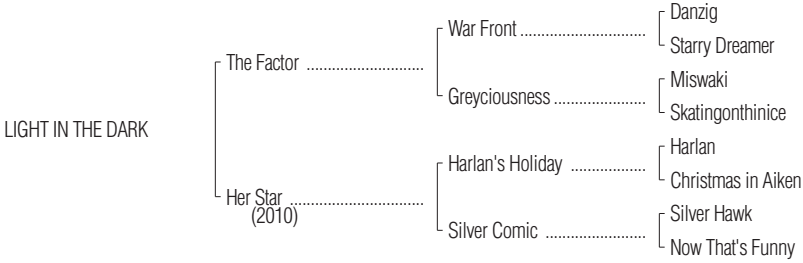 Danzig
War Front ..............................
Starry Dreamer
The Factor ............................
Miswaki
Greyciousness ......................
Skatingonthinice
LIGHT IN THE DARK
Harlan
Harlan's Holiday ..................
Christmas in Aiken
Her Star ................................
(2010)
Silver Hawk
Silver Comic ........................
Now That's Funny